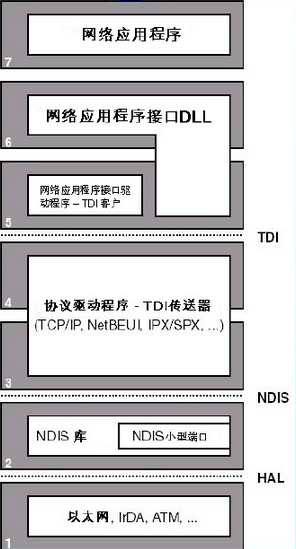 网络应用程序
7
网络应用程序接口DLL
6
网络应用程序接口驱
动程序 – TDI 客户
5
TDI
4
协议驱动程序 - TDI传送器
(TCP/IP, NetBEUI, IPX/SPX, ...)
3
NDIS
NDIS 库
NDIS小型端口
2
HAL
以太网, IrDA, ATM, ...
1